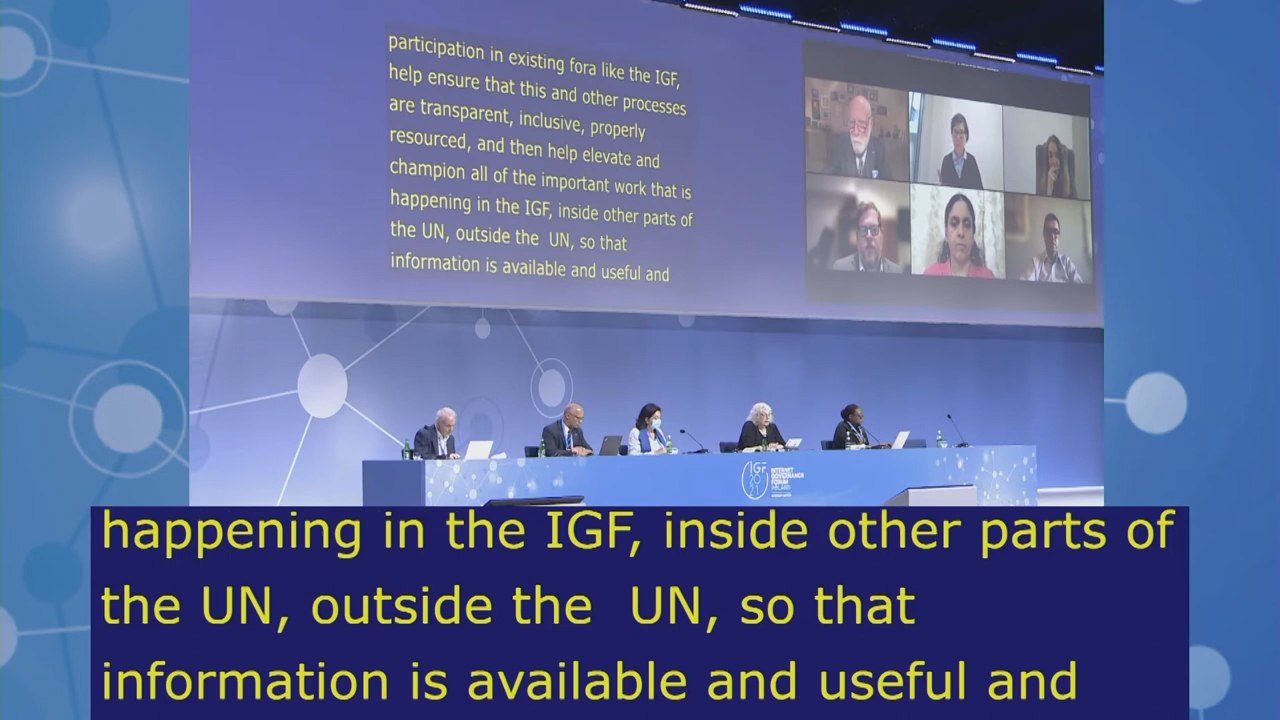 participation in existing fora like the IGF,
help ensure that this and other processes
are transparent, inclusive, properly
resourced, and then help elevate and
champion all of the important work that is
happening in the IGF, inside other parts of
the UN, outside the  UN, so that
information is available and useful and
IGF
20
21
INTERNET
GOVERNANCE
FORUM
POLAND
happening in the IGF, inside other parts of
the UN, outside the  UN, so that
information is available and useful and